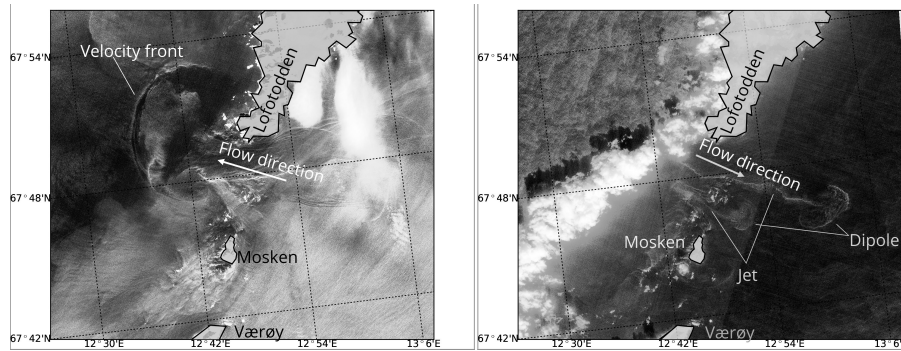 67°54'N
Velocity front
Lofotodden
Flow direction
67°48'N
Mosken
Værøy
67°42'N
12°30'E
12°42'E
12°54'E
13°6'E
67°54'N
Lofotodden
Flow direction
67°48'N
Mosken
Dipole
Jet
Værøy
67°42'N
12°30'E
12°42'E
12°54'E
13°6